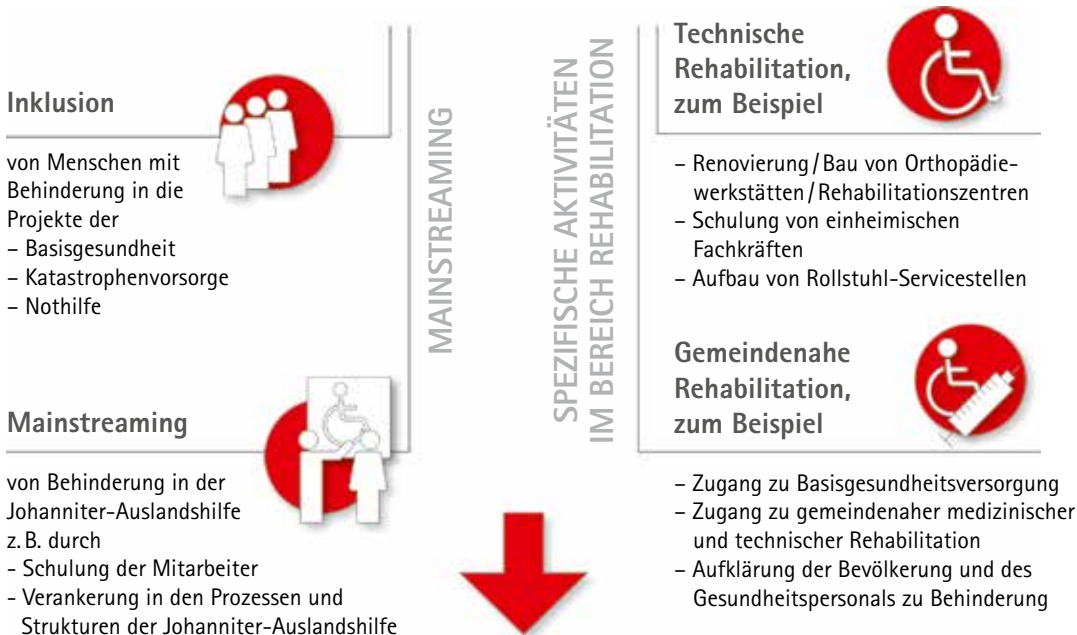 Inklusion
von Menschen mit
Behinderung in die
Projekte der
– Basisgesundheit
– Katastrophenvorsorge
– Nothilfe
Mainstreaming
von Behinderung in der
Johanniter-Auslandshilfe
z. B. durch
- Schulung der Mitarbeiter
- Verankerung in den Prozessen und
Strukturen der Johanniter-Auslandshilfe
MAINSTREAMING
SPEZIFISCHE AKTIVITÄTEN
IM BEREICH REHABILITATION
Technische
Rehabilitation,
zum Beispiel
– Renovierung / Bau von Orthopädie-
werkstätten / Rehabilitationszentren
– Schulung von einheimischen
Fachkräften
– Aufbau von Rollstuhl-Servicestellen
Gemeindenahe
Rehabilitation,
zum Beispiel
– Zugang zu Basisgesundheitsversorgung
– Zugang zu gemeindenaher medizinischer
und technischer Rehabilitation
– Aufklärung der Bevölkerung und des
Gesundheitspersonals zu Behinderung